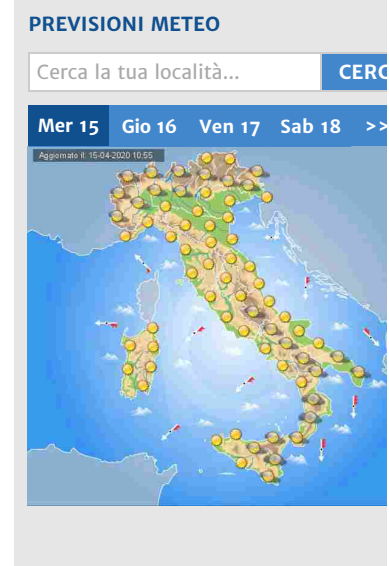 PREVISIONI METEO
Cerca la tua località... CERC
Mer 15 Gio 16 Ven 17 Sab 18 >>
Aggiornato il: 15-04-2020 10:55